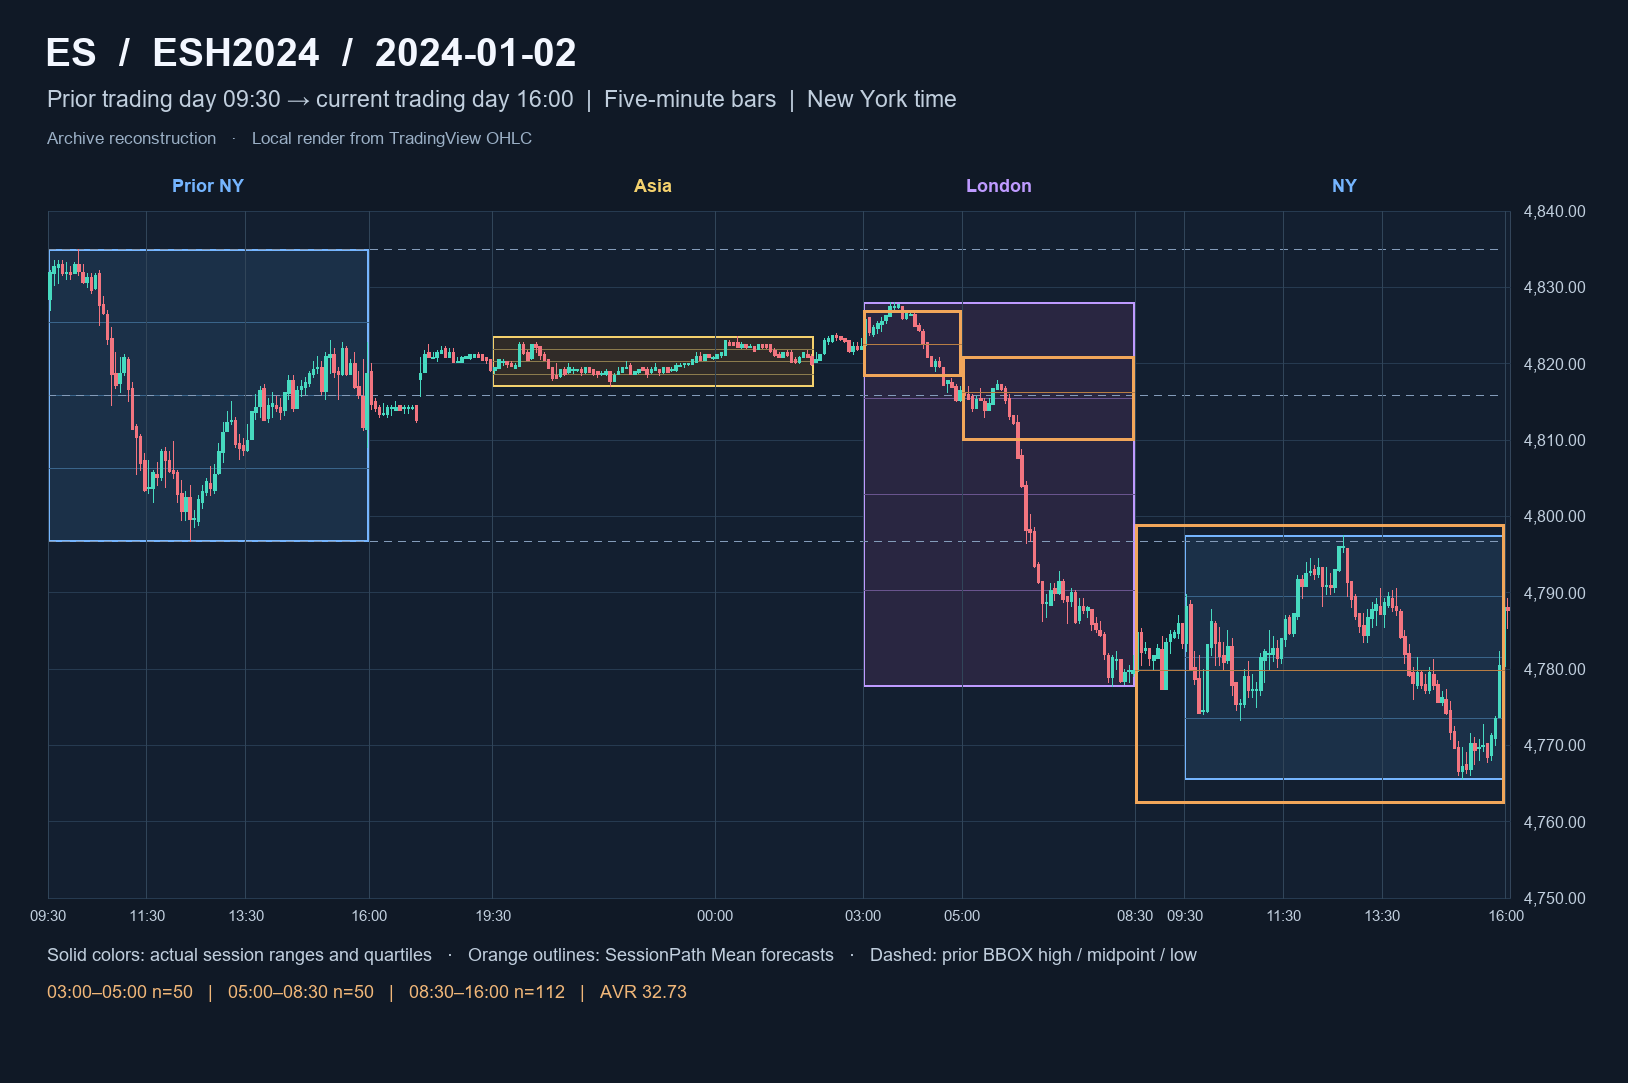 ES / ESH2024 / 2024-01-02
Prior trading day 09:30 → current trading day 16:00 | Five-minute bars | New York time
Archive reconstruction · Local render from TradingView OHLC
Prior NY Asia London NY
4,840.00
4,830.00
4,820.00
4,810.00
4,800.00
4,790.00
4,780.00
4,770.00
4,760.00
4,750.00
09:30 11:30 13:30 16:00 19:30 00:00 03:00 05:00 08:30 09:30 11:30 13:30 16:00
Solid colors: actual session ranges and quartiles · Orange outlines: SessionPath Mean forecasts · Dashed: prior BBOX high / midpoint / low
03:00–05:00 n=50 | 05:00–08:30 n=50 | 08:30–16:00 n=112 | AVR 32.73